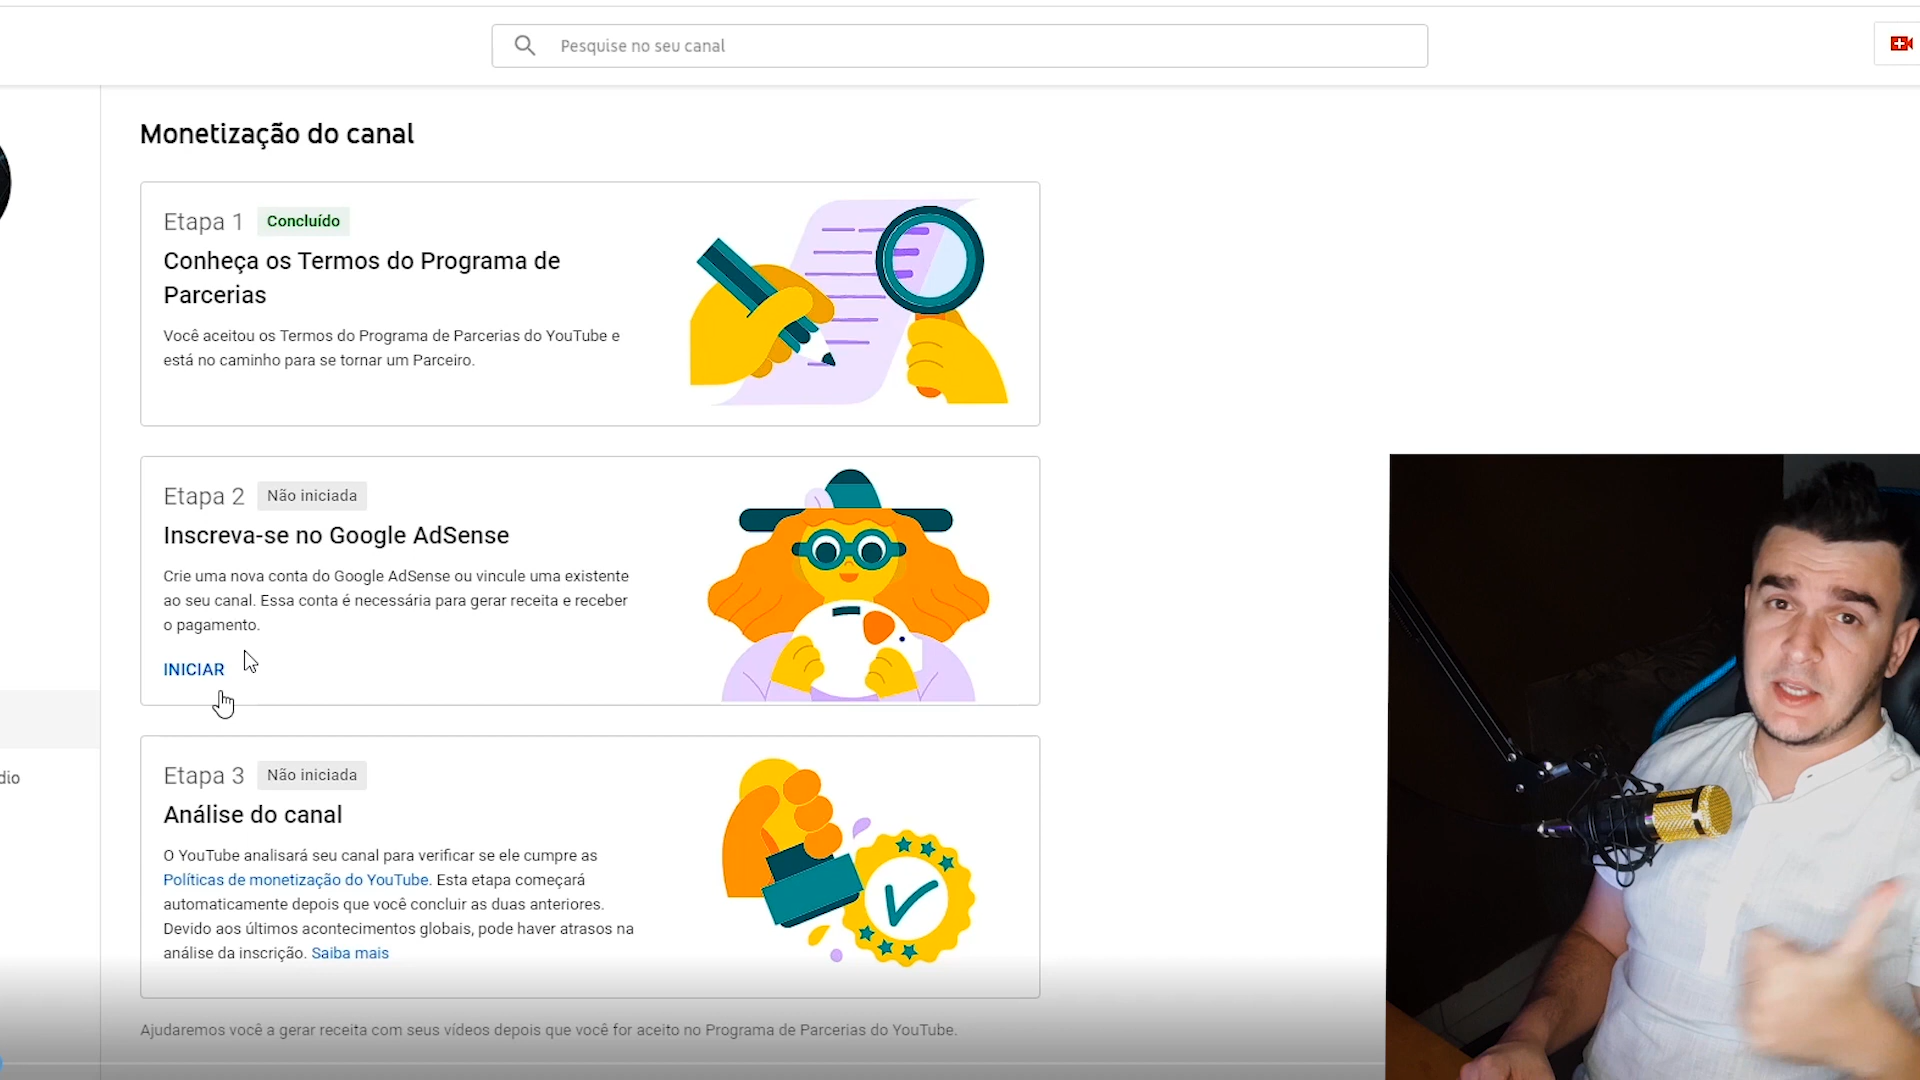 Pesquise no seu canal
Monetização do canal
Etapa 1 Concluído
Conheça os Termos do Programa de
Parcerias
Você aceitou os Termos do Programa de Parcerias do YouTube e
está no caminho para se tornar um Parceiro.
Etapa 2 Não iniciada
Inscreva-se no Google AdSense
Crie uma nova conta do Google AdSense ou vincule uma existente
ao seu canal. Essa conta é necessária para gerar receita e receber
o pagamento.
INICIAR
dio
Etapa 3 Não iniciada
Análise do canal
O YouTube analisará seu canal para verificar se ele cumpre as
Políticas de monetização do YouTube. Esta etapa começará
automaticamente depois que você concluir as duas anteriores.
Devido aos últimos acontecimentos globais, pode haver atrasos na
análise da inscrição. Saiba mais
Ajudaremos você a gerar receita com seus vídeos depois que você for aceito no Programa de Parcerias do YouTube.